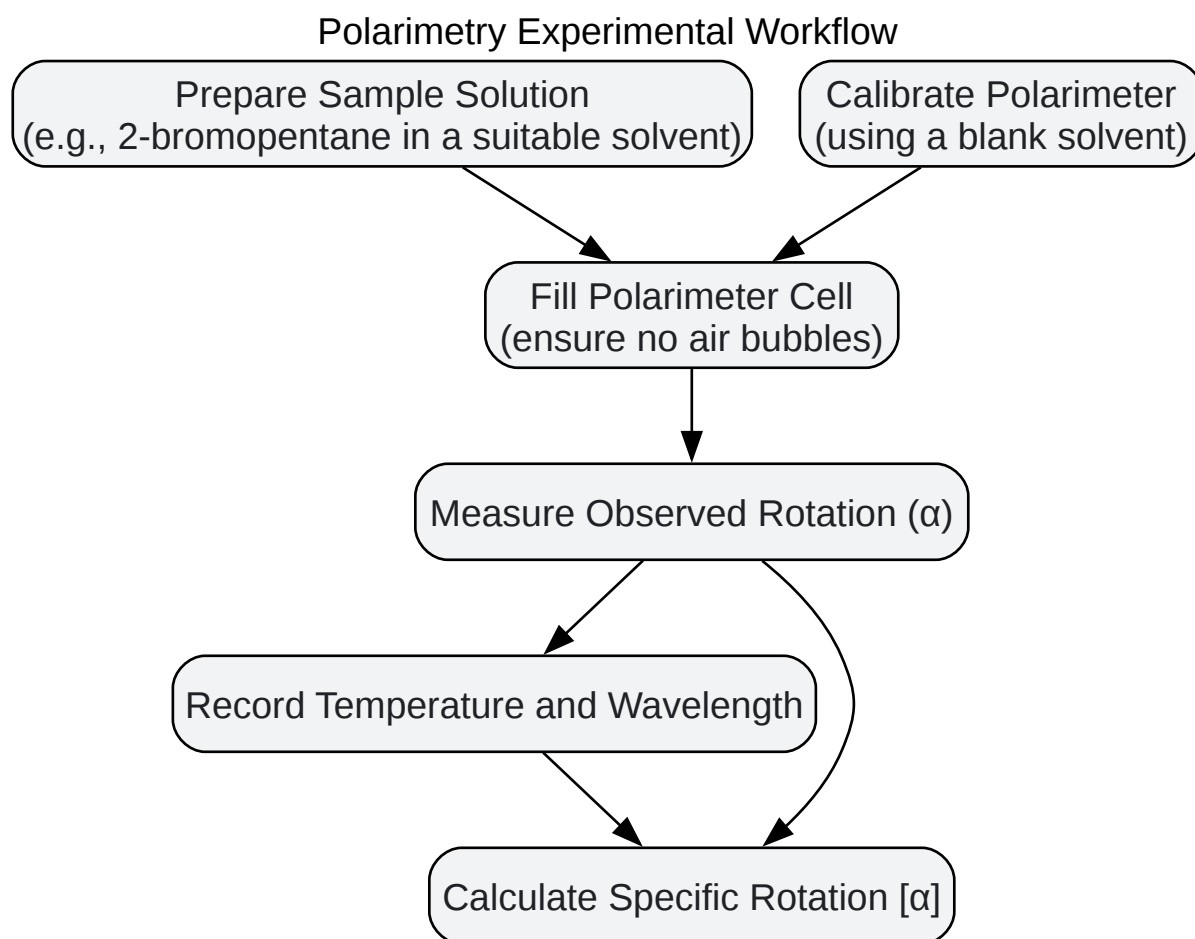 Polarimetry Experimental Workflow
Prepare Sample Solution
(e.g., 2-bromopentane in a suitable solvent)
Calibrate Polarimeter
(using a blank solvent)
Fill Polarimeter Cell
(ensure no air bubbles)
Measure Observed Rotation (α)
Record Temperature and Wavelength
Calculate Specific Rotation [α]